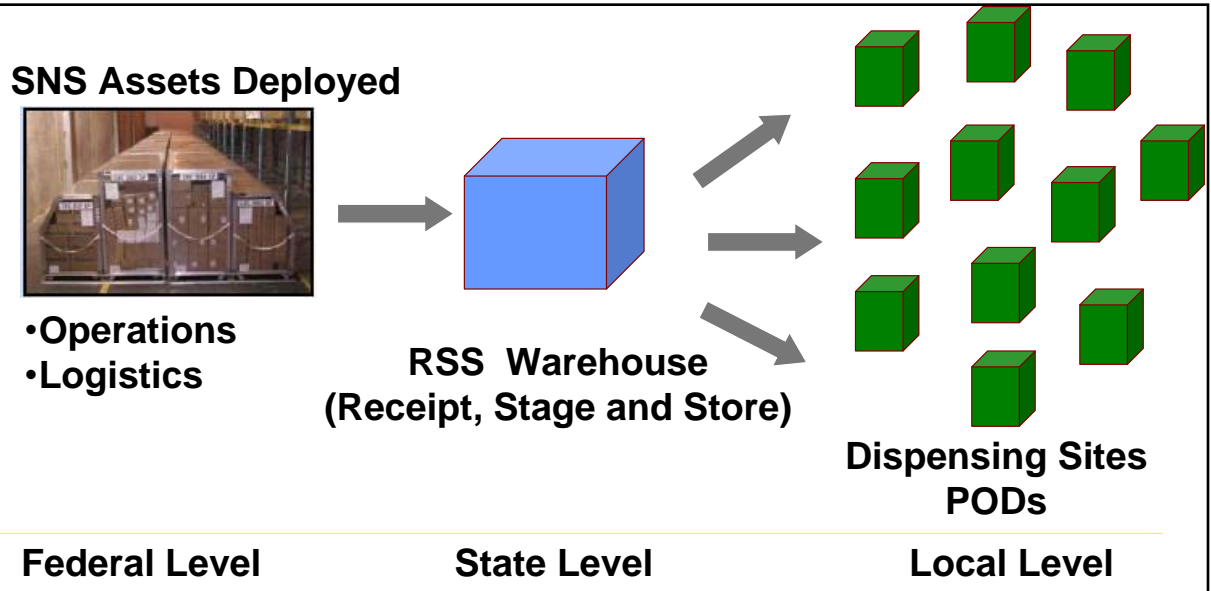 SNS Assets Deployed
•Operations
•Logistics
RSS  Warehouse
(Receipt, Stage and Store)
Dispensing Sites
PODs
Federal Level
State Level
Local Level